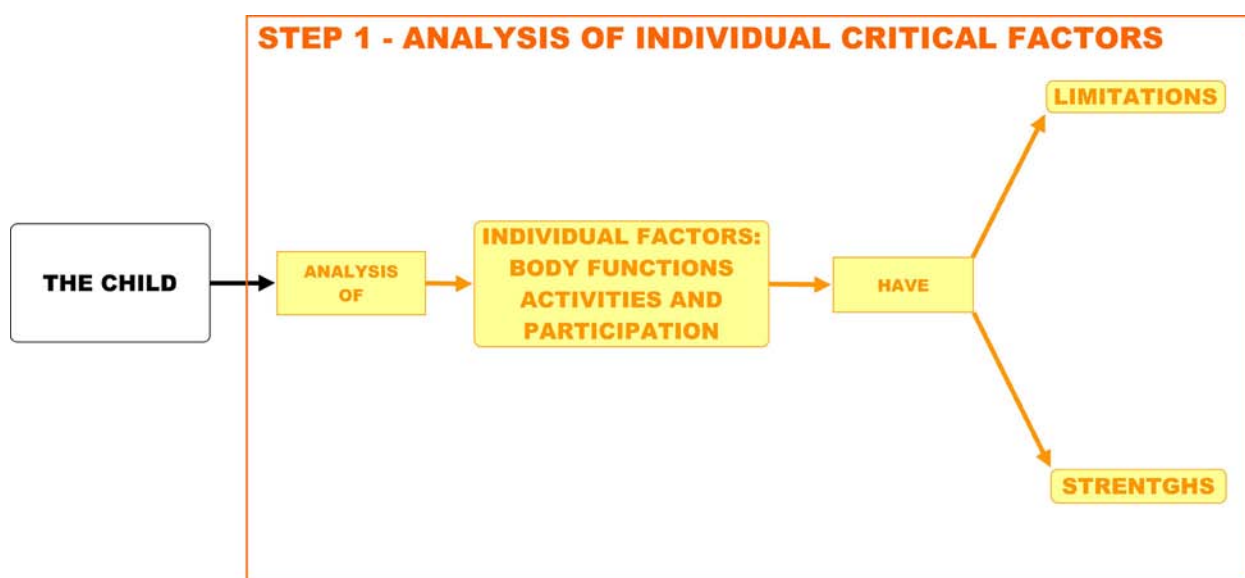 STEP 1 - ANALYSIS OF INDIVIDUAL CRITICAL FACTORS
LIMITATIONS
THE CHILD
ANALYSIS
OF
INDIVIDUAL FACTORS:
BODY FUNCTIONS
ACTIVITIES AND
PARTICIPATION
HAVE
STRENTGHS